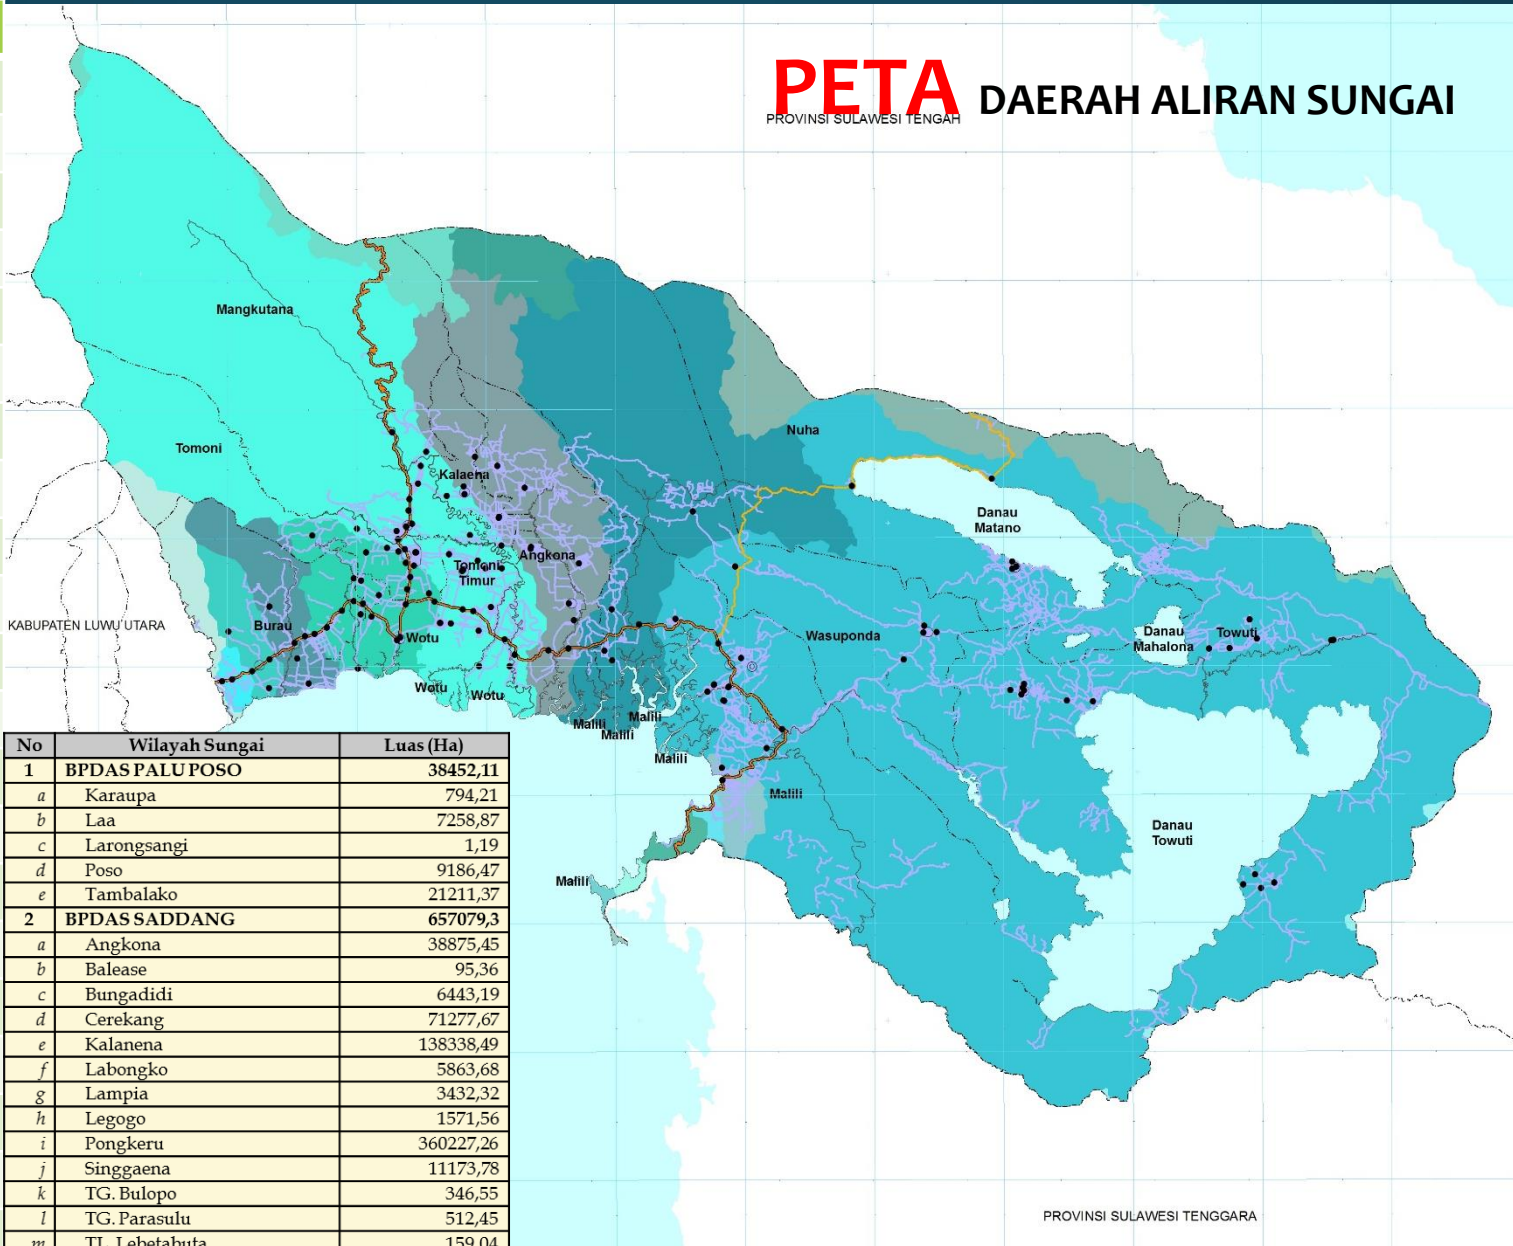 PETA DAERAH ALIRAN SUNGAI
PROVINSI SULAWESI TENGAH
Mangkutana
Nuha
Tomoni
Kalaena
Danau
Matano
Angkona
Tomoni
Timur
KABUPATEN LUWU UTARA
Burau
Wotu
Wasuponda
Danau
Mahalona
Towuti
Wotu
Wotu
Malili
Malili
Malili
Malili
Malili
Danau
Towuti
Malili
No Wilayah Sungai Luas (Ha)
1 BPDAS PALU POSO 38452,11
a Karaupa 794,21
b Laa 7258,87
c Larongsangi 1,19
d Poso 9186,47
e Tambalako 21211,37
2 BPDAS SADDANG 657079,3
a Angkona 38875,45
b Balease 95,36
c Bungadidi 6443,19
d Cerekang 71277,67
e Kalanena 138338,49
f Labongko 5863,68
g Lampia 3432,32
h Legogo 1571,56
i Pongkeru 360227,26
j Singgaena 11173,78
k TG. Bulopo 346,55
l TG. Parasulu 512,45
m TL. Lebetabuta 159,04
PROVINSI SULAWESI TENGGARA